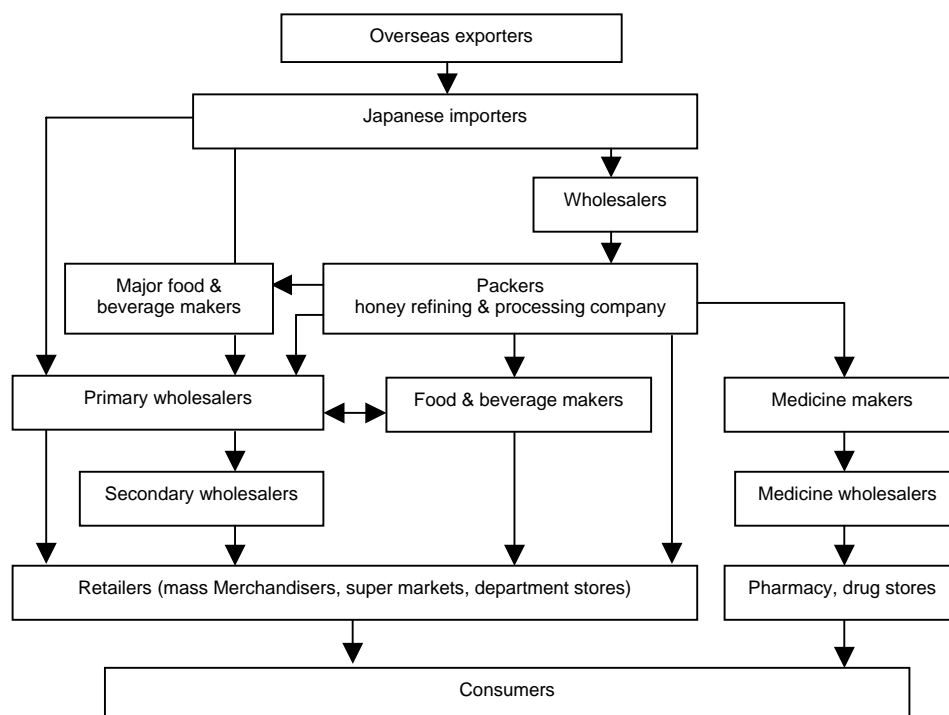 Overseas exporters
Japanese importers
Wholesalers
Major food &
beverage makers
Packers
honey refining & processing company
Primary wholesalers
Food & beverage makers
Medicine makers
Secondary wholesalers
Medicine wholesalers
Retailers (mass Merchandisers, super markets, department stores)
Pharmacy, drug stores
Consumers